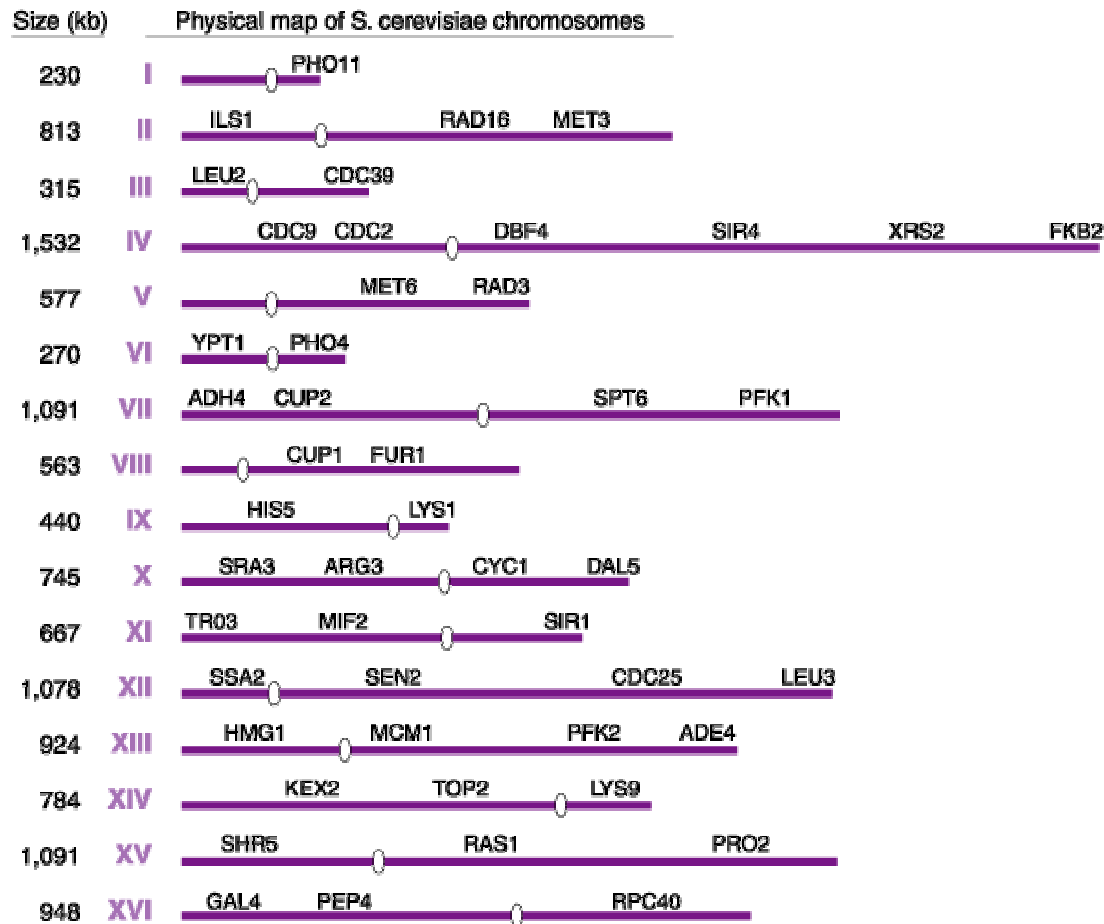 Size (kb) Physical map of S. cerevisiae chromosomes
230 I PHO11
813 II ILS1 RAD16 MET3
315 III LEU2 CDC39
1,532 IV CDC9 CDC2 DBF4 SIR4 XRS2 FKB2
577 V MET6 RAD3
270 VI YPT1 PHO4
1,091 VII ADH4 CUP2 SPT6 PFK1
563 VIII CUP1 FUR1
440 IX HIS5 LYS1
745 X SRA3 ARG3 CYC1 DAL5
667 XI TR03 MIF2 SIR1
1,078 XII SSA2 SEN2 CDC25 LEU3
924 XIII HMG1 MCM1 PFK2 ADE4
784 XIV KEX2 TOP2 LYS9
1,091 XV SHR5 RAS1 PRO2
948 XVI GAL4 PEP4 RPC40